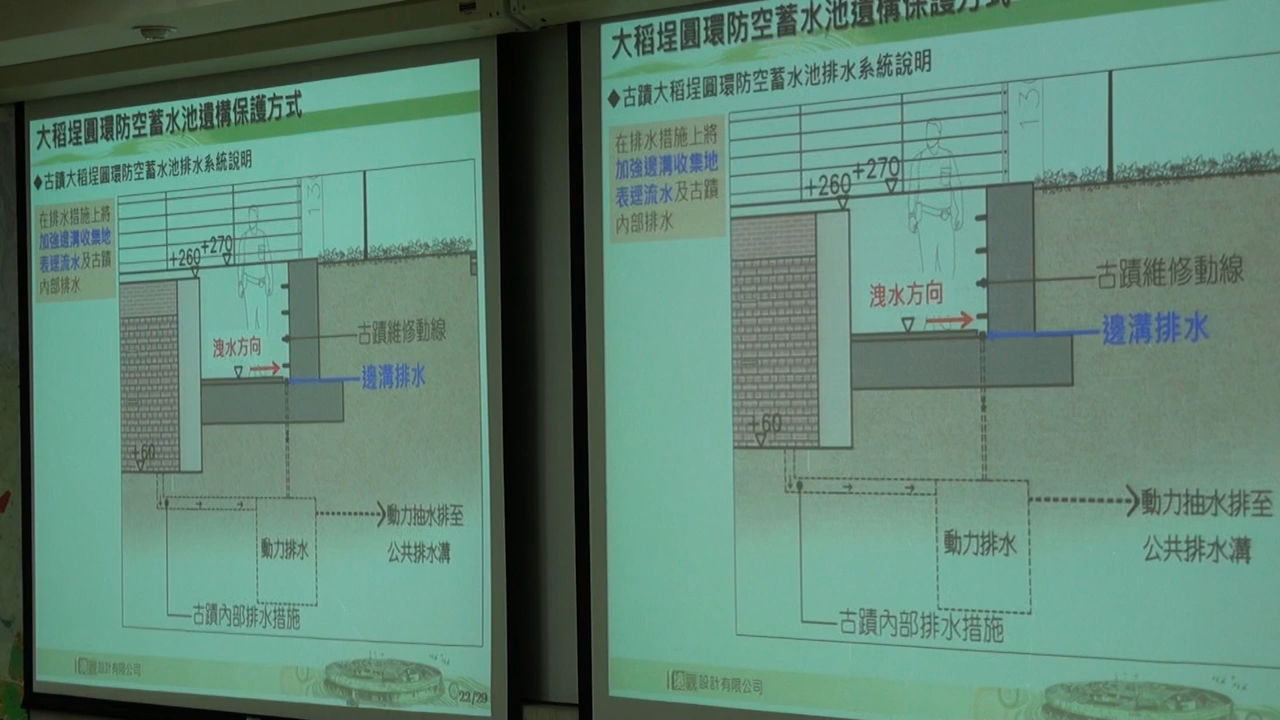 大稻埕圓環防空蓄水池遺構保護方式
◆古蹟大稻埕圓環防空蓄水池排水系統說明
在排水措施上將
加強邊溝收集地
表逕流水及古蹟
內部排水
13
+260
+270
古蹟維修動線
洩水方向
邊溝排水
+60
動力抽水排至
公共排水溝
動力排水
古蹟內部排水措施
設計有限公司
22/29
大稻埕圓環防空蓄水池遺構保護方式
◆古蹟大稻埕圓環防空蓄水池排水系統說明
在排水措施上將
加強邊溝收集地
表逕流水及古蹟
內部排水
13
+260
+270
古蹟維修動線
洩水方向
邊溝排水
+60
動力抽水排至
公共排水溝
動力排水
古蹟內部排水措施
設計有限公司